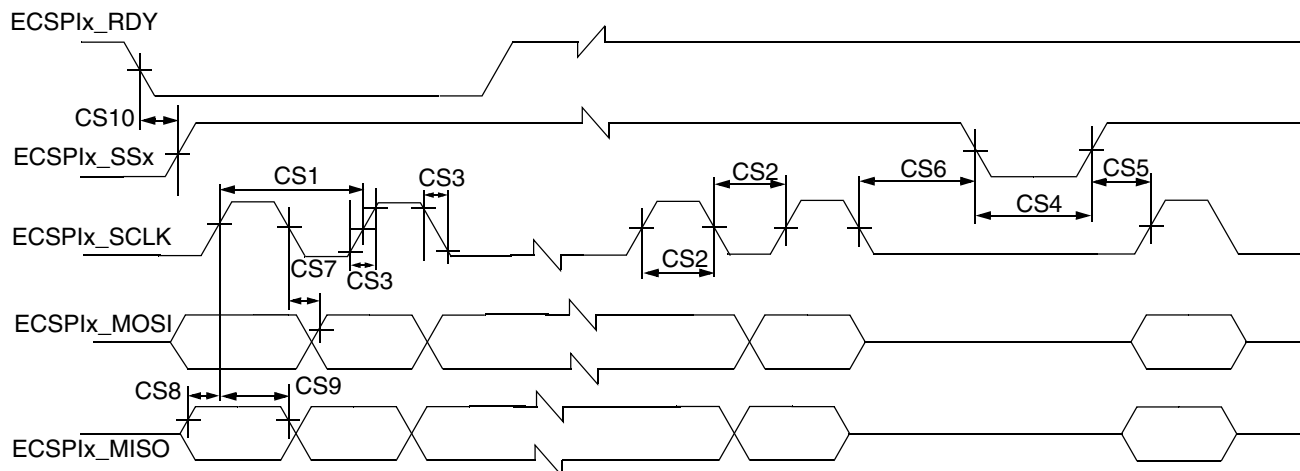 ECSPIx_RDY
CS10
ECSPIx_SSx
CS1
CS3
CS2
CS6
CS5
CS4
ECSPIx_SCLK
CS7
CS3
CS2
ECSPIx_MOSI
CS8
CS9
ECSPIx_MISO